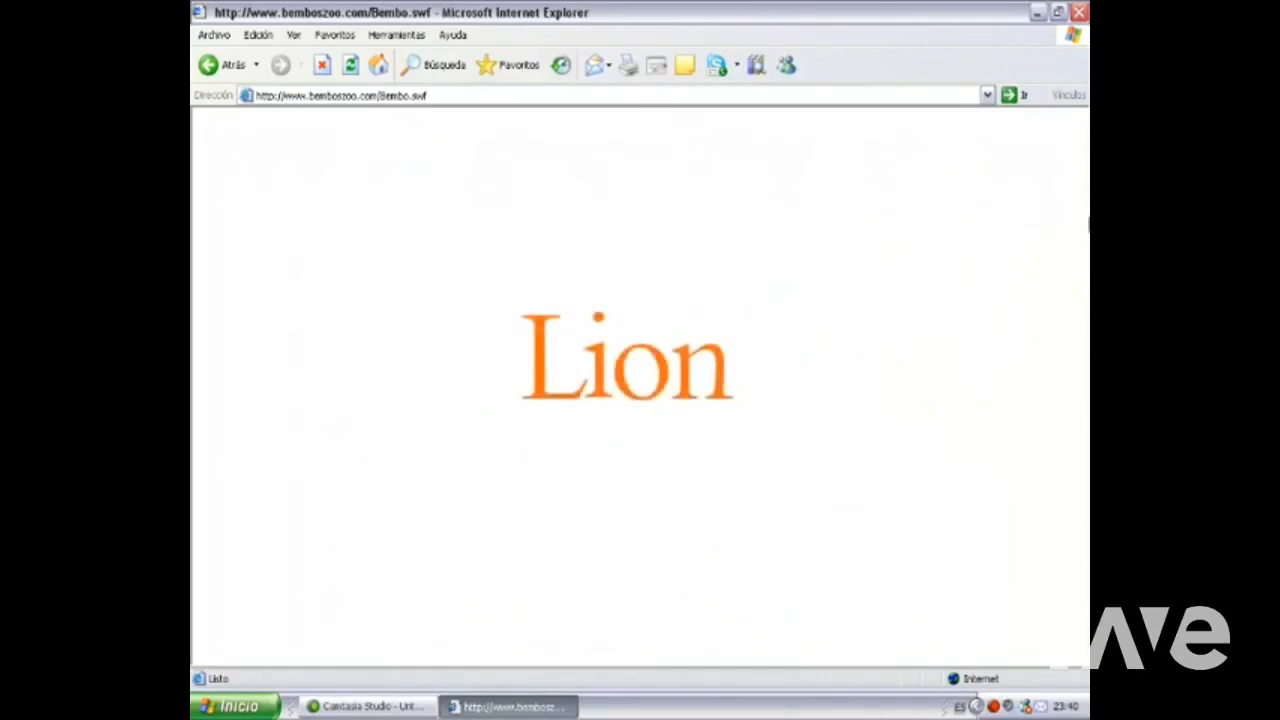 http://www.bemboszoo.com/Bembo.swf - Microsoft Internet Explorer
Archivo Edición Ver Favoritos Herramientas Ayuda
Atrás Búsqueda Favoritos
Dirección http://www.bemboszoo.com/Bembo.swf Ir Vínculos
Lion
Listo Internet
Inicio Camtasia Studio - Unt... http://www.bembosz... ES 23:40